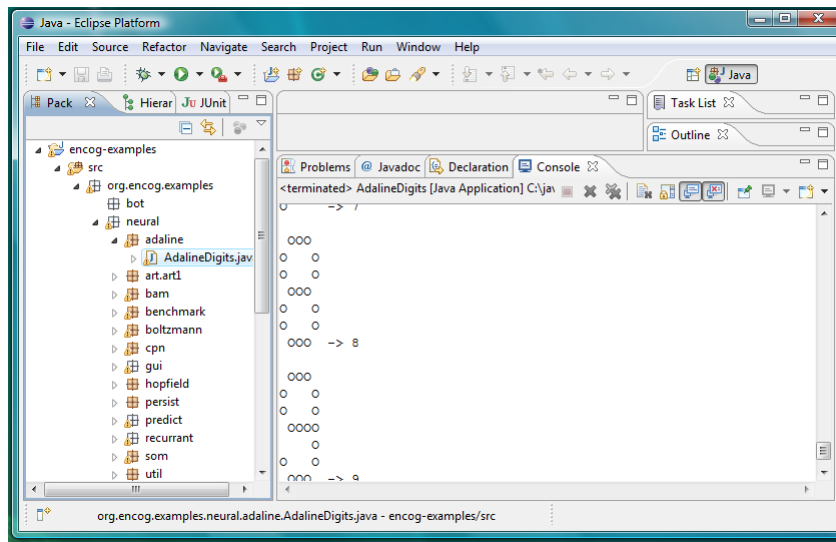 Java - Eclipse Platform
File Edit Source Refactor Navigate Search Project Run Window Help
Java
Pack Hierar JUnit
Task List
Outline
encog-examples
src
org.encog.examples
bot
neural
adaline
AdalineDigits.jav
art.art1
bam
benchmark
boltzmann
cpn
gui
hopfield
persist
predict
recurrant
som
util
Problems @ Javadoc Declaration Console
<terminated> AdalineDigits [Java Application] C:\jav
O -> 7
OOO
O O
O O
OOO
O O
O O
OOO -> 8
OOO
O O
O O
OOOO
O
O O
OOO -> 9
org.encog.examples.neural.adaline.AdalineDigits.java - encog-examples/src